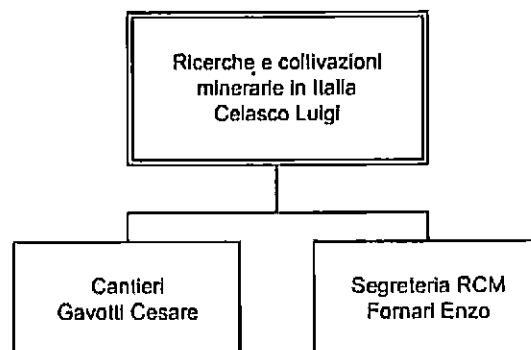 Ricerche e coltivazioni
minerarie in Italia
Celasco Luigi
Cantieri
Gavotti Cesare
Segreteria RCM
Fornari Enzo